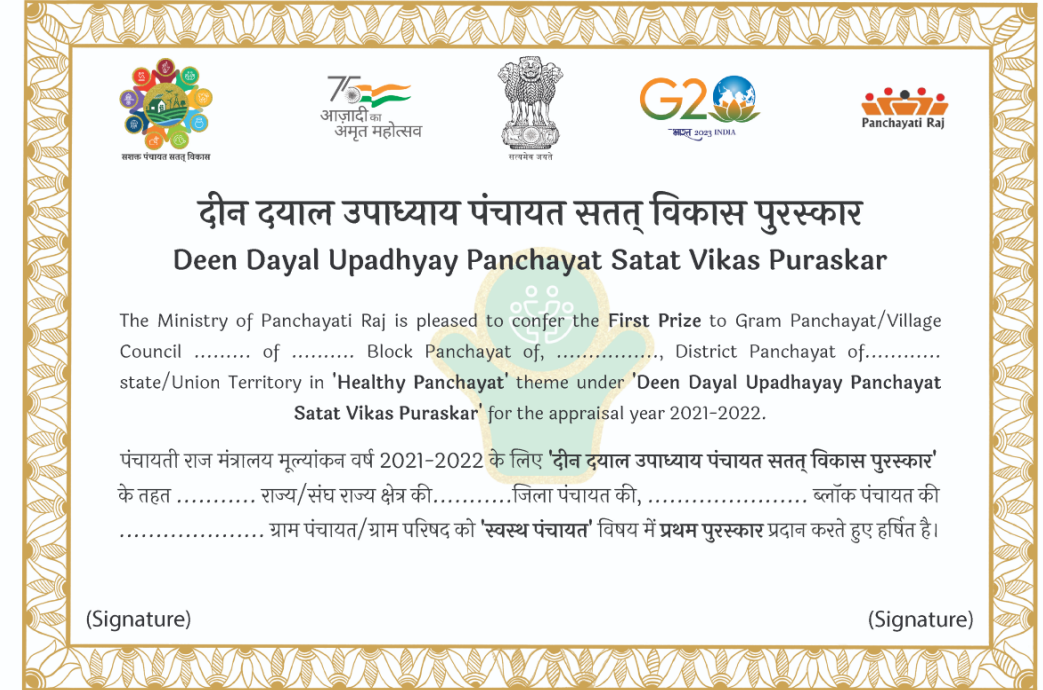 सशक्त पंचायत सतत् विकास
75
आज़ादी का
अमृत महोत्सव
सत्यमेव जयते
G20
भारत 2023 INDIA
Panchayati Raj
दीन दयाल उपाध्याय पंचायत सतत् विकास पुरस्कार
Deen Dayal Upadhyay Panchayat Satat Vikas Puraskar
The Ministry of Panchayati Raj is pleased to confer the First Prize to Gram Panchayat/Village
Council ......... of .......... Block Panchayat of, ................, District Panchayat of............
state/Union Territory in 'Healthy Panchayat' theme under 'Deen Dayal Upadhayay Panchayat
Satat Vikas Puraskar' for the appraisal year 2021-2022.
पंचायती राज मंत्रालय मूल्यांकन वर्ष 2021-2022 के लिए 'दीन दयाल उपाध्याय पंचायत सतत् विकास पुरस्कार'
के तहत ........... राज्य/संघ राज्य क्षेत्र की...........जिला पंचायत की, ...................... ब्लॉक पंचायत की
.................... ग्राम पंचायत/ग्राम परिषद को 'स्वस्थ पंचायत' विषय में प्रथम पुरस्कार प्रदान करते हुए हर्षित है।
(Signature)
(Signature)